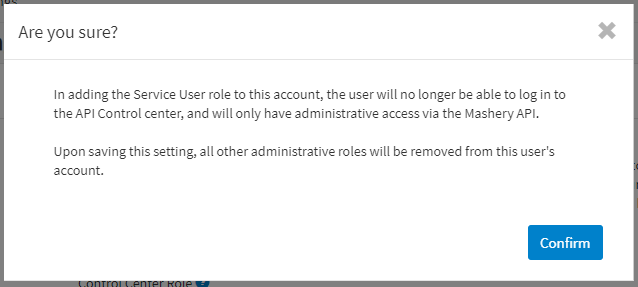 Are you sure?
In adding the Service User role to this account, the user will no longer be able to log in to
the API Control center, and will only have administrative access via the Mashery API.
Upon saving this setting, all other administrative roles will be removed from this user's
account.
Confirm
Control Center Role